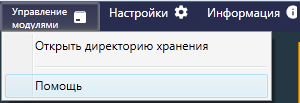 Управление
модулями
Настройки
Информация
Открыть директорию хранения
Помощь